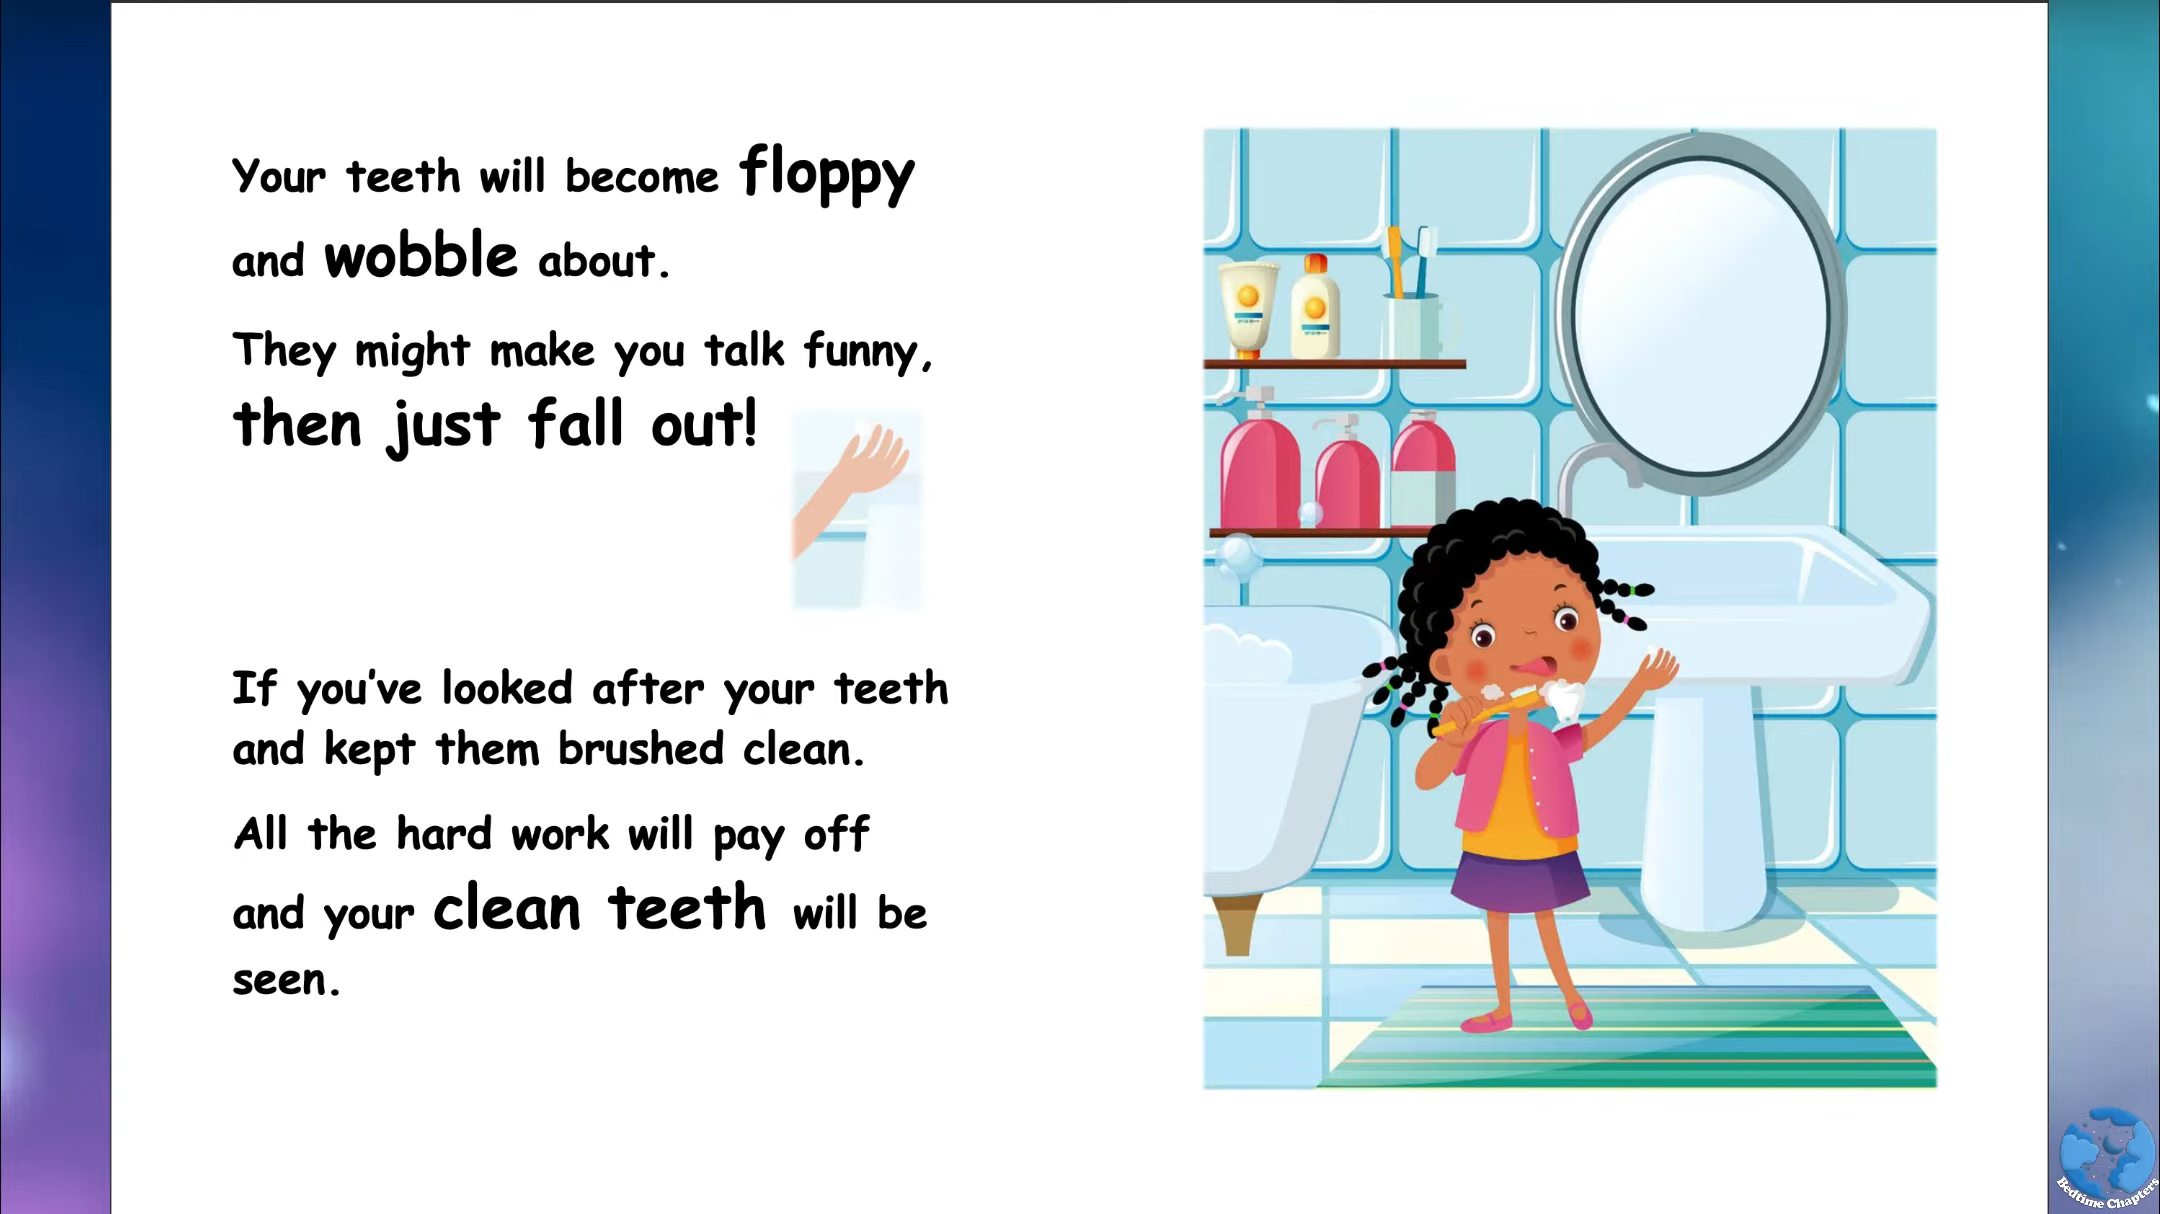 Your teeth will become floppy
and wobble about.
They might make you talk funny,
then just fall out!
If you've looked after your teeth
and kept them brushed clean.
All the hard work will pay off
and your clean teeth will be
seen.
Bedtime Chapters